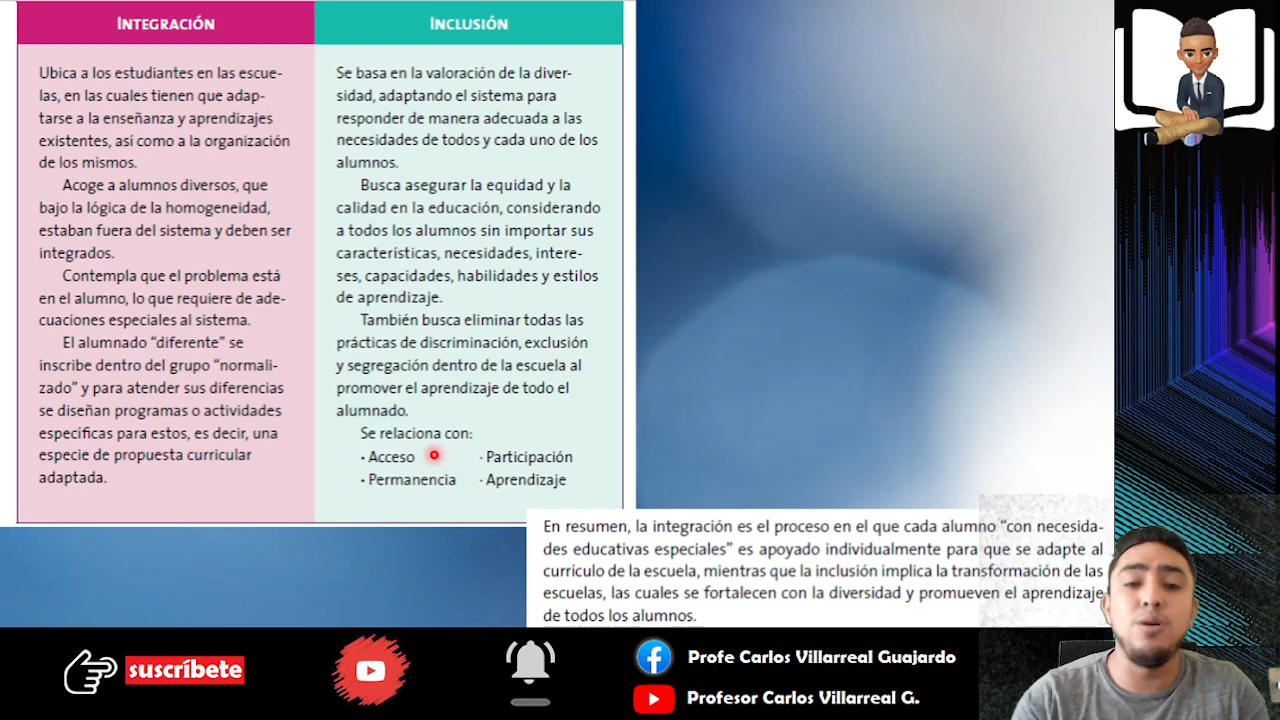 INTEGRACIÓN
Ubica a los estudiantes en las escue-
las, en las cuales tienen que adap-
tarse a la enseñanza y aprendizajes
existentes, así como a la organización
de los mismos.
Acoge a alumnos diversos, que
bajo la lógica de la homogeneidad,
estaban fuera del sistema y deben ser
integrados.
Contempla que el problema está
en el alumno, lo que requiere de ade-
cuaciones especiales al sistema.
El alumnado “diferente” se
inscribe dentro del grupo “normali-
zado” y para atender sus diferencias
se diseñan programas o actividades
específicas para estos, es decir, una
especie de propuesta curricular
adaptada.
INCLUSIÓN
Se basa en la valoración de la diver-
sidad, adaptando el sistema para
responder de manera adecuada a las
necesidades de todos y cada uno de los
alumnos.
Busca asegurar la equidad y la
calidad en la educación, considerando
a todos los alumnos sin importar sus
características, necesidades, intere-
ses, capacidades, habilidades y estilos
de aprendizaje.
También busca eliminar todas las
prácticas de discriminación, exclusión
y segregación dentro de la escuela al
promover el aprendizaje de todo el
alumnado.
Se relaciona con:
· Acceso · Participación
· Permanencia · Aprendizaje
En resumen, la integración es el proceso en el que cada alumno “con necesida-
des educativas especiales” es apoyado individualmente para que se adapte al
currículo de la escuela, mientras que la inclusión implica la transformación de las
escuelas, las cuales se fortalecen con la diversidad y promueven el aprendizaje
de todos los alumnos.
suscríbete
Profe Carlos Villarreal Guajardo
Profesor Carlos Villarreal G.